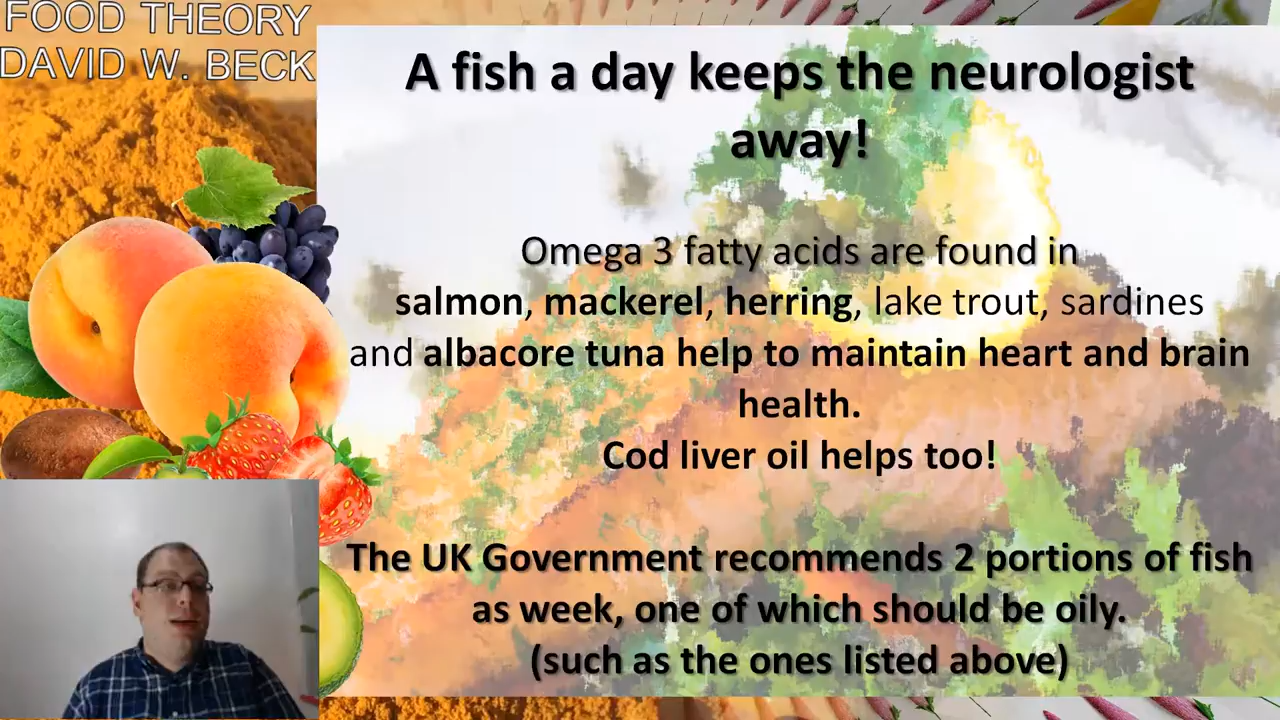 FOOD THEORY
DAVID W. BECK
A fish a day keeps the neurologist
away!
Omega 3 fatty acids are found in
salmon, mackerel, herring, lake trout, sardines
and albacore tuna help to maintain heart and brain
health.
Cod liver oil helps too!
The UK Government recommends 2 portions of fish
as week, one of which should be oily.
(such as the ones listed above)